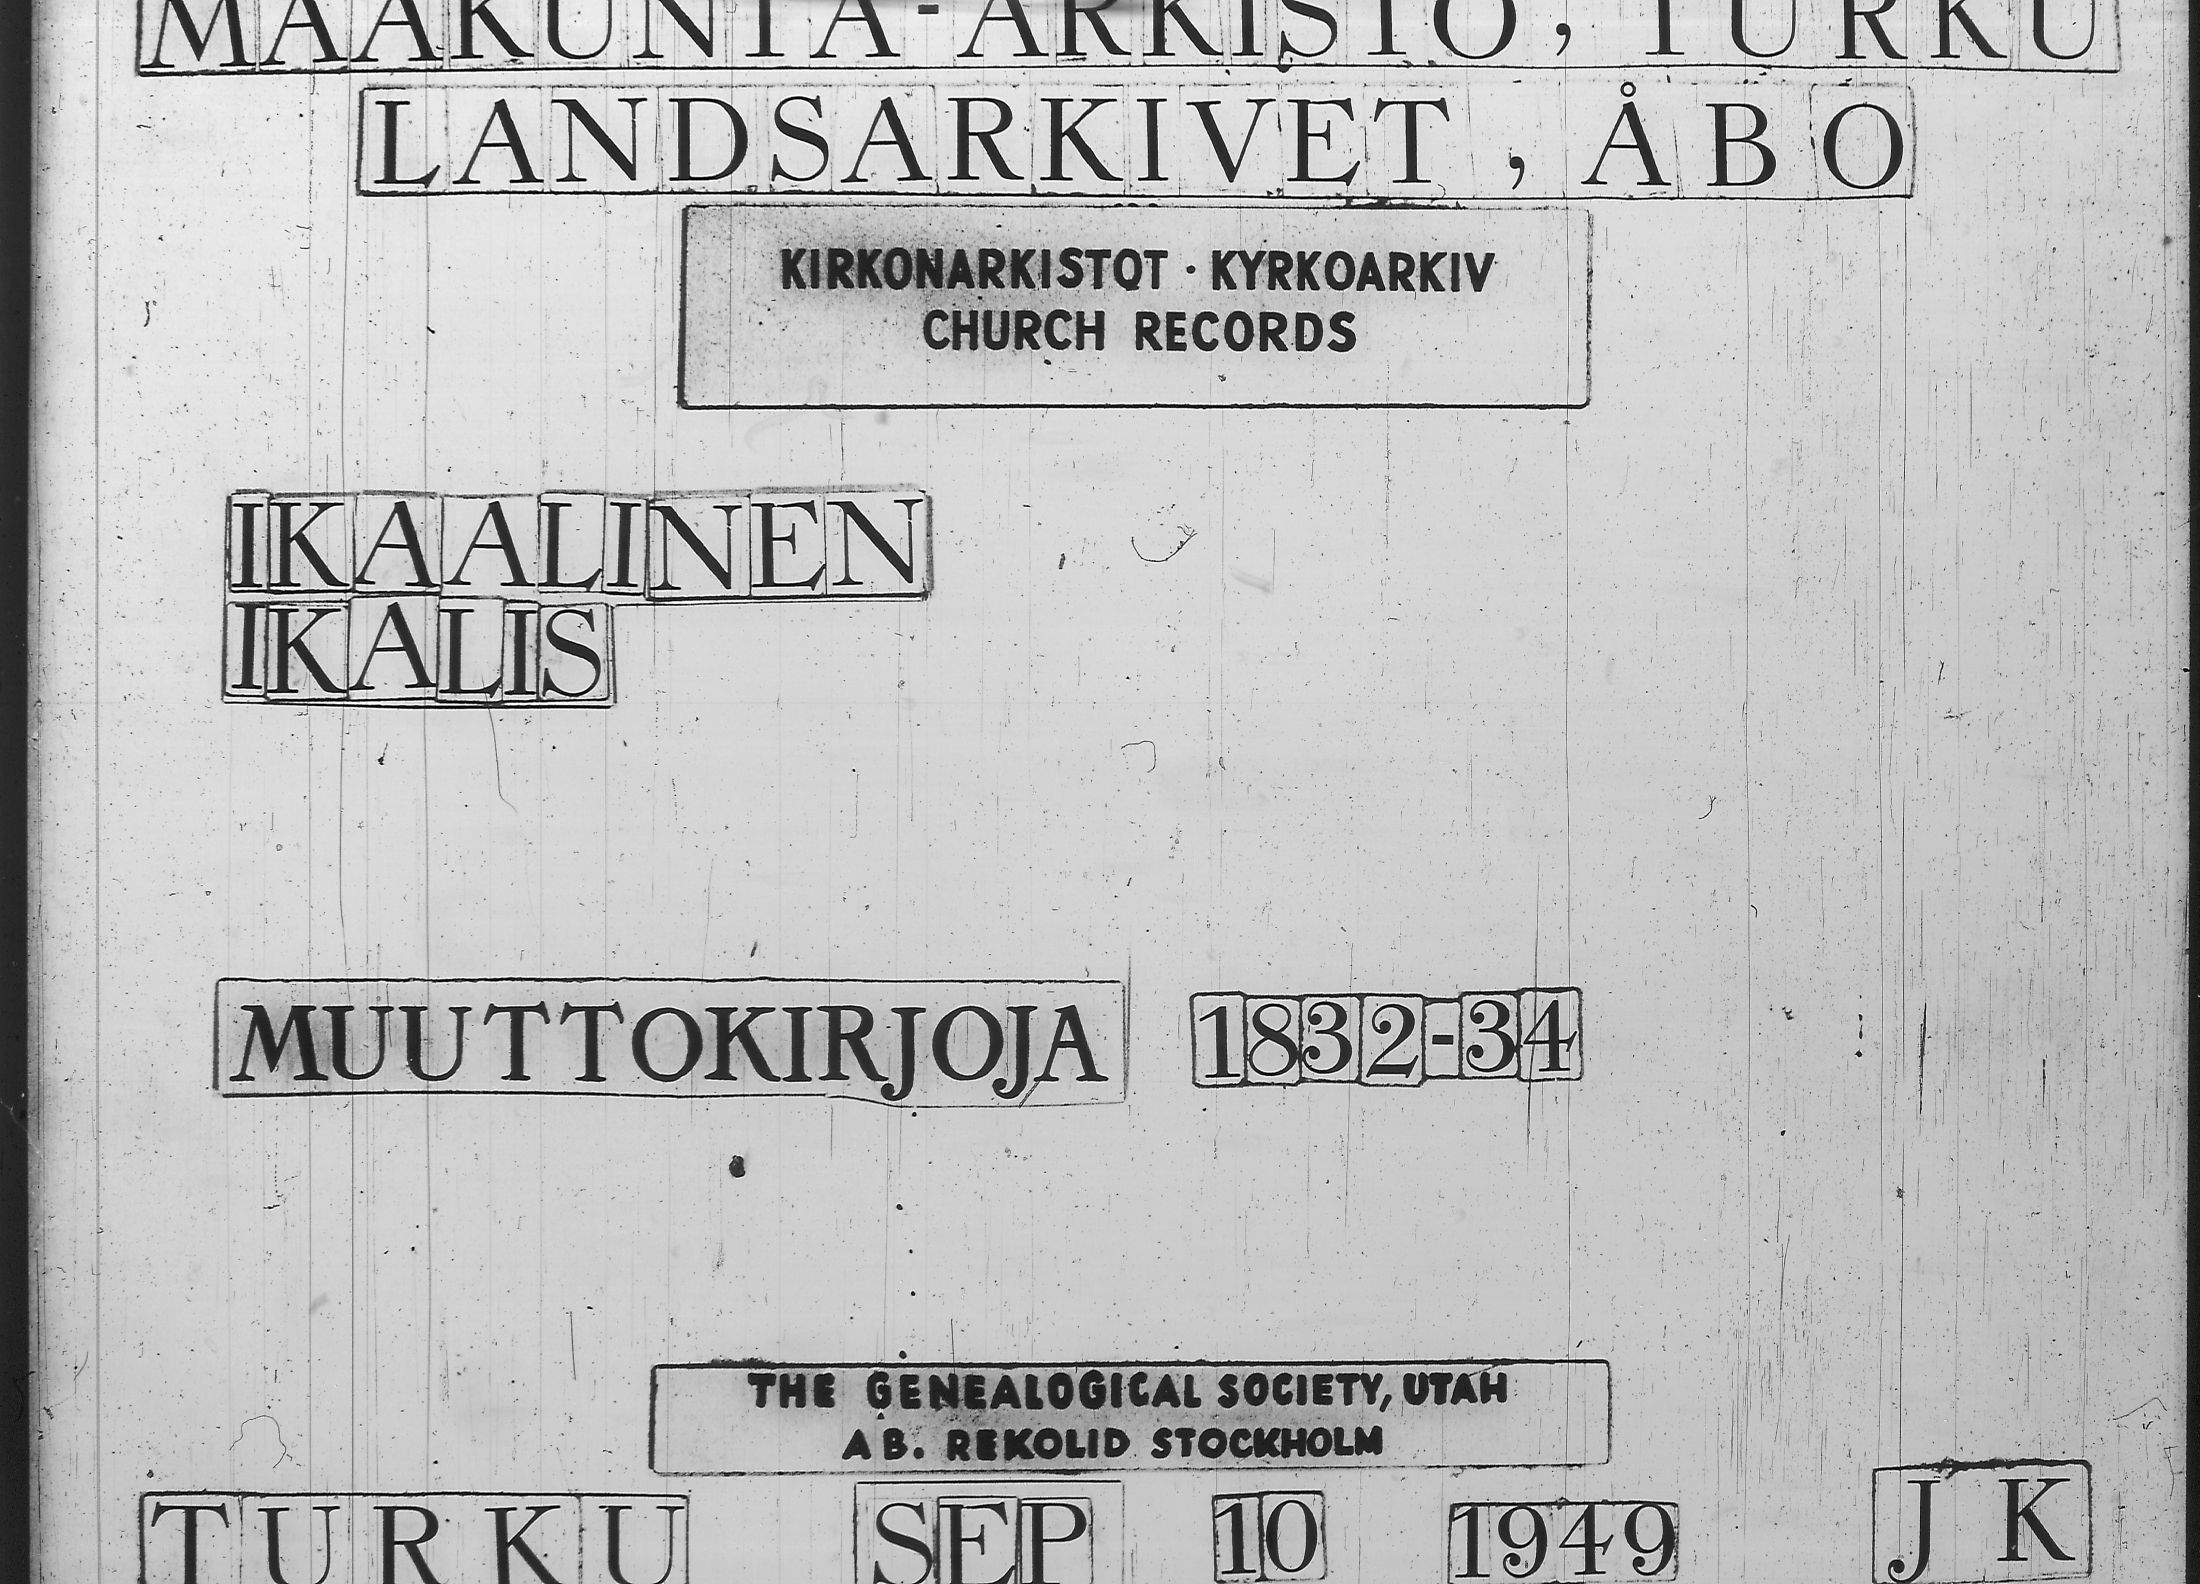 MAAKUNTA-ARKISTO, TURKU
LANDSARKIVET, ÅBO
KIRKONARKISTOT · KYRKOARKIV
CHURCH RECORDS
IKAALINEN
IKALIS
MUUTTOKIRJOJA 1832-34
THE GENEALOGICAL SOCIETY, UTAH
AB. REKOLID STOCKHOLM
TURKU SEP 10 1949 JK